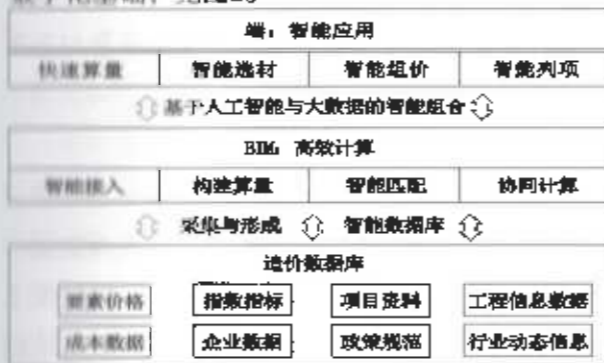 端：智能应用
快速算量 智能选材 智能组价 智能列项
基于人工智能与大数据的智能组合
BIM：高效计算
智能接入 构建算量 智能匹配 协同计算
采集与形成 智能数据库
造价数据库
要素价格 指数指标 项目资料 工程信息数据
成本数据 企业数据 政策规范 行业动态信息